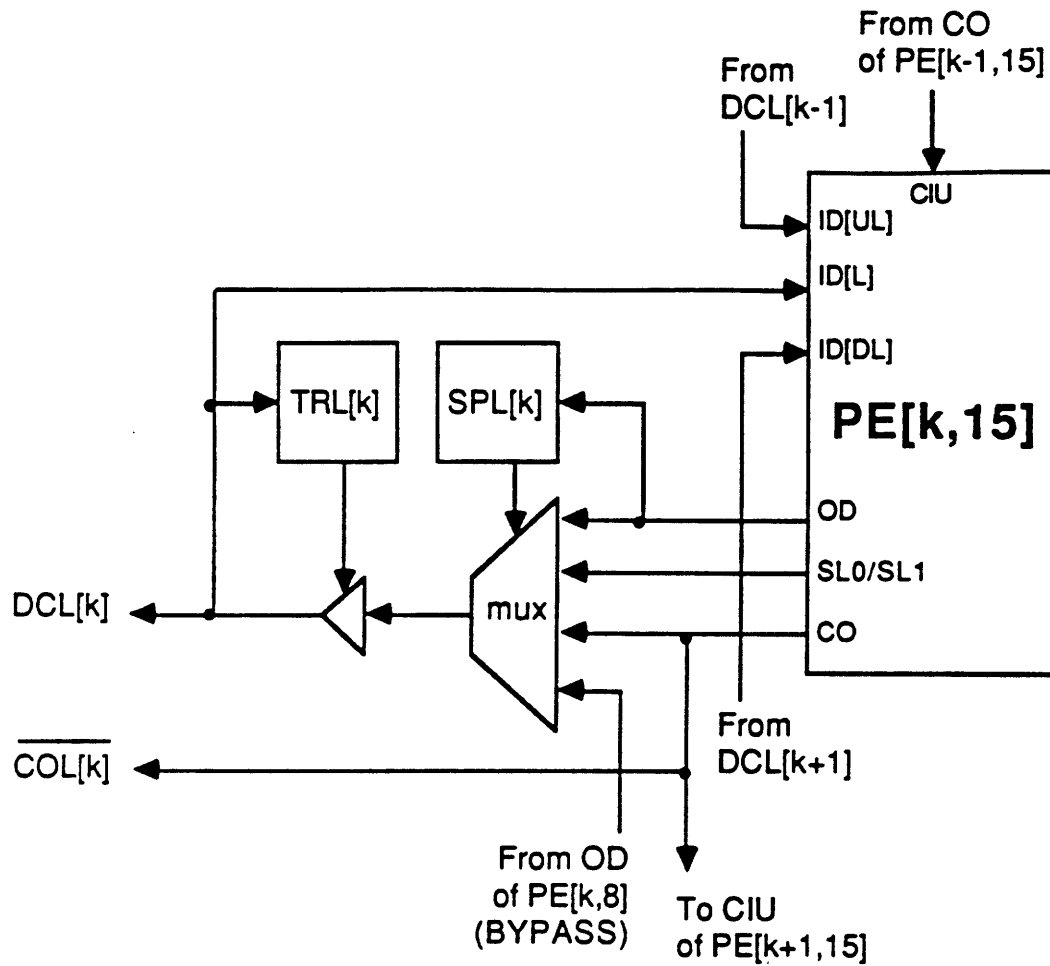 From CO
of PE[k-1,15]
From
DCL[k-1]
CIU
ID[UL]
ID[L]
ID[DL]
TRL[k]
SPL[k]
PE[k,15]
OD
SL0/SL1
CO
mux
DCL[k]
COL[k]
From
DCL[k+1]
From OD
of PE[k,8]
(BYPASS)
To CIU
of PE[k+1,15]